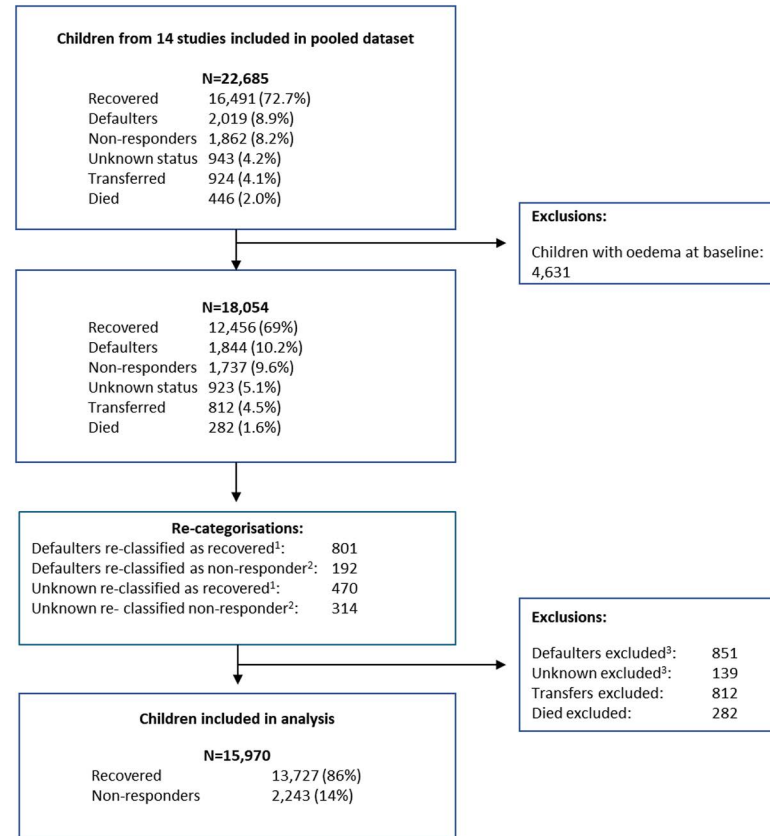 Children from 14 studies included in pooled dataset
N=22,685
Recovered 16,491 (72.7%)
Defaulters 2,019 (8.9%)
Non-responders 1,862 (8.2%)
Unknown status 943 (4.2%)
Transferred 924 (4.1%)
Died 446 (2.0%)
Exclusions:
Children with oedema at baseline:
4,631
N=18,054
Recovered 12,456 (69%)
Defaulters 1,844 (10.2%)
Non-responders 1,737 (9.6%)
Unknown status 923 (5.1%)
Transferred 812 (4.5%)
Died 282 (1.6%)
Re-categorisations:
Defaulters re-classified as recovered¹: 801
Defaulters re-classified as non-responder²: 192
Unknown re-classified as recovered¹: 470
Unknown re- classified non-responder²: 314
Exclusions:
Defaulters excluded³: 851
Unknown excluded³: 139
Transfers excluded: 812
Died excluded: 282
Children included in analysis
N=15,970
Recovered 13,727 (86%)
Non-responders 2,243 (14%)